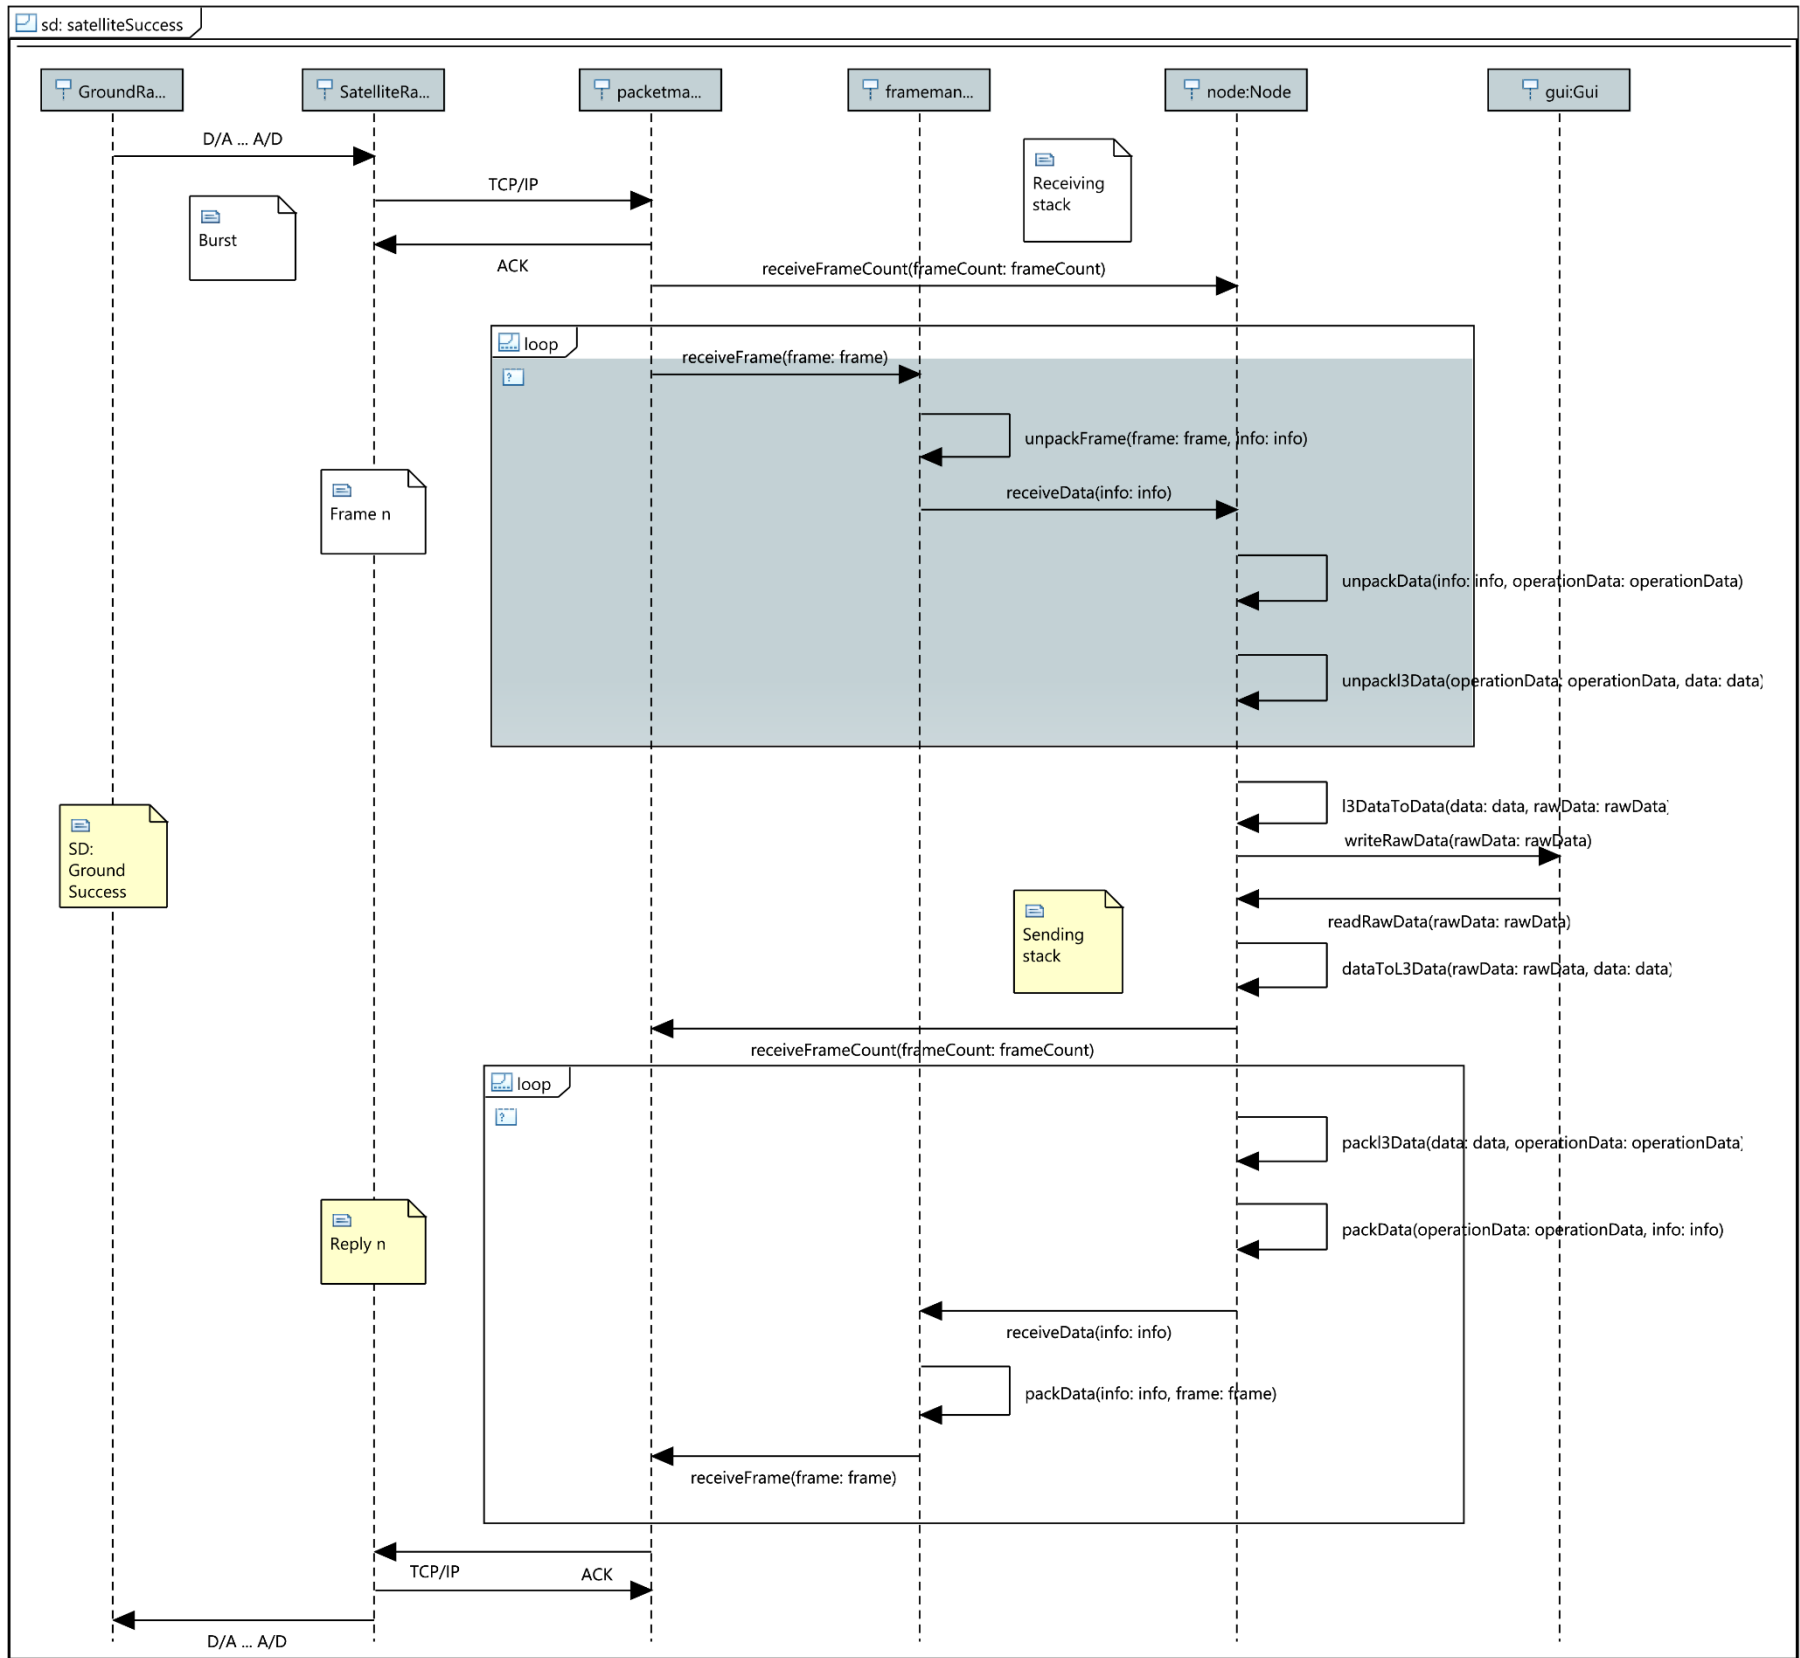 sd: satelliteSuccess
GroundRa...
SatelliteRa...
packetma...
frameman...
node:Node
gui:Gui
D/A ... A/D
TCP/IP
Receiving
stack
Burst
ACK
receiveFrameCount(frameCount: frameCount)
loop
receiveFrame(frame: frame)
unpackFrame(frame: frame, info: info)
receiveData(info: info)
Frame n
unpackData(info: info, operationData: operationData)
unpackl3Data(operationData: operationData, data: data)
l3DataToData(data: data, rawData: rawData)
SD:
Ground
Success
writeRawData(rawData: rawData)
readRawData(rawData: rawData)
Sending
stack
dataToL3Data(rawData: rawData, data: data)
receiveFrameCount(frameCount: frameCount)
loop
packl3Data(data: data, operationData: operationData)
packData(operationData: operationData, info: info)
Reply n
receiveData(info: info)
packData(info: info, frame: frame)
receiveFrame(frame: frame)
TCP/IP
ACK
D/A ... A/D